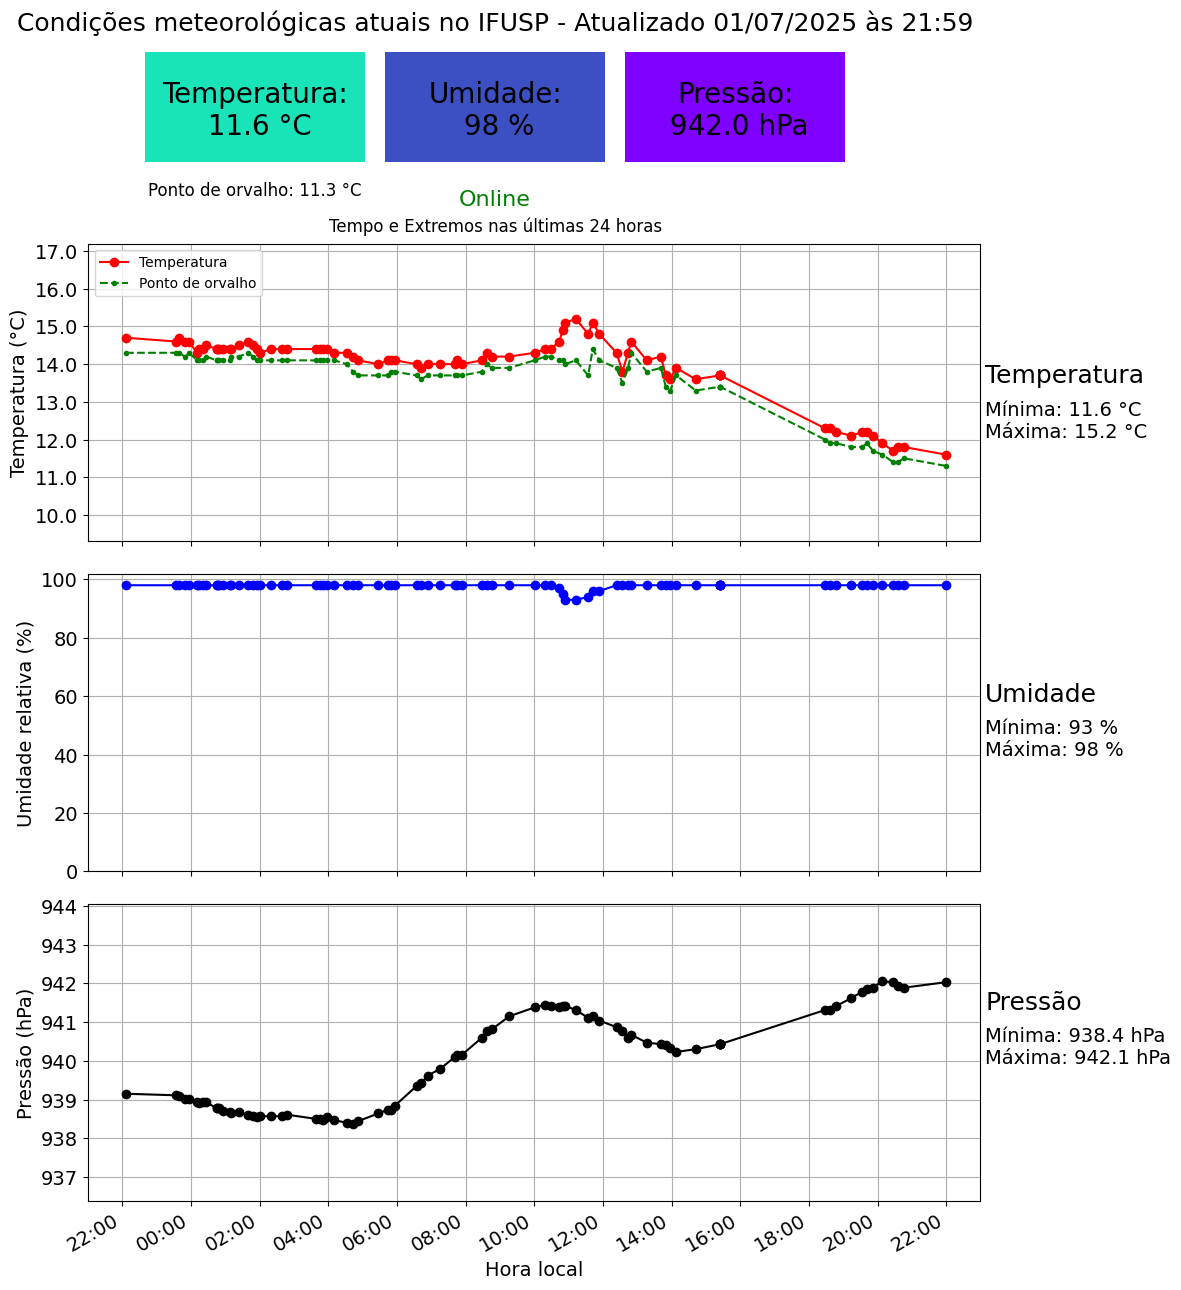 Condições meteorológicas atuais no IFUSP - Atualizado 01/07/2025 às 21:59
Temperatura:
11.6 °C
Umidade:
98 %
Pressão:
942.0 hPa
Ponto de orvalho: 11.3 °C
Online
Tempo e Extremos nas últimas 24 horas
Temperatura
Ponto de orvalho
Temperatura (°C)
17.0
16.0
15.0
14.0
13.0
12.0
11.0
10.0
Temperatura
Mínima: 11.6 °C
Máxima: 15.2 °C
Umidade relativa (%)
100
80
60
40
20
0
Umidade
Mínima: 93 %
Máxima: 98 %
Pressão (hPa)
944
943
942
941
940
939
938
937
Pressão
Mínima: 938.4 hPa
Máxima: 942.1 hPa
22:00 00:00 02:00 04:00 06:00 08:00 10:00 12:00 14:00 16:00 18:00 20:00 22:00
Hora local